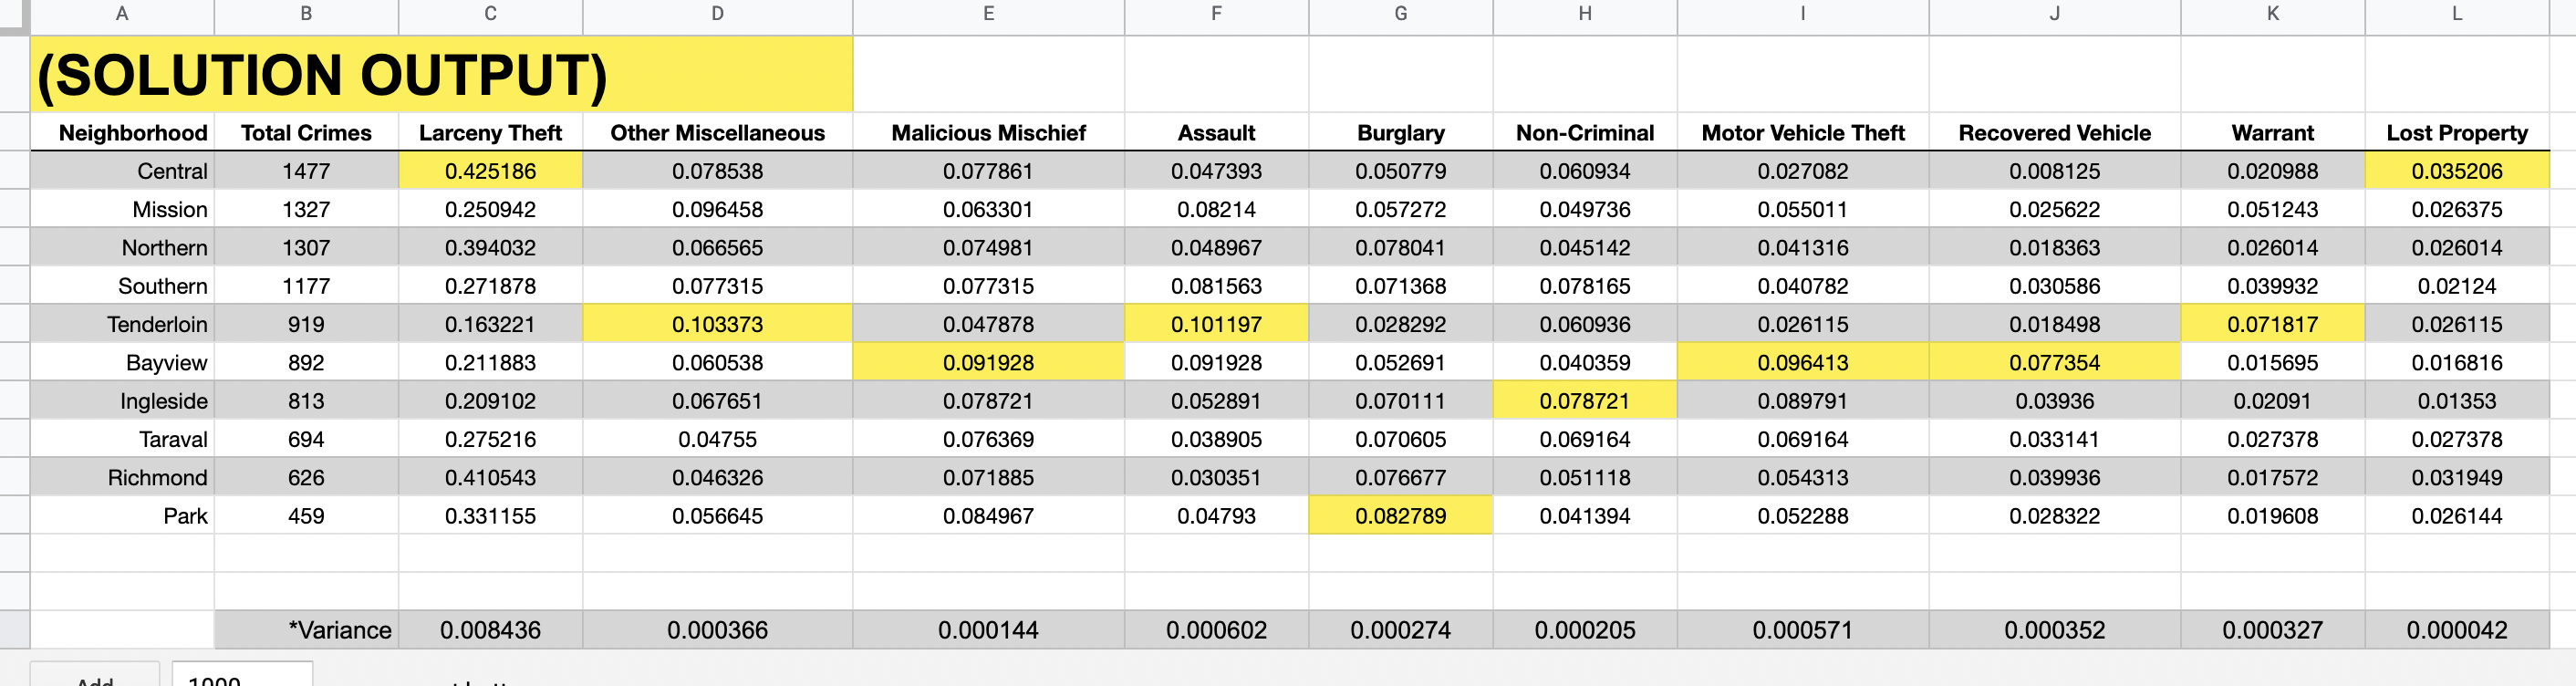 A B C D E F G H I J K L
(SOLUTION OUTPUT)
Neighborhood Total Crimes Larceny Theft Other Miscellaneous Malicious Mischief Assault Burglary Non-Criminal Motor Vehicle Theft Recovered Vehicle Warrant Lost Property
Central 1477 0.425186 0.078538 0.077861 0.047393 0.050779 0.060934 0.027082 0.008125 0.020988 0.035206
Mission 1327 0.250942 0.096458 0.063301 0.08214 0.057272 0.049736 0.055011 0.025622 0.051243 0.026375
Northern 1307 0.394032 0.066565 0.074981 0.048967 0.078041 0.045142 0.041316 0.018363 0.026014 0.026014
Southern 1177 0.271878 0.077315 0.077315 0.081563 0.071368 0.078165 0.040782 0.030586 0.039932 0.02124
Tenderloin 919 0.163221 0.103373 0.047878 0.101197 0.028292 0.060936 0.026115 0.018498 0.071817 0.026115
Bayview 892 0.211883 0.060538 0.091928 0.091928 0.052691 0.040359 0.096413 0.077354 0.015695 0.016816
Ingleside 813 0.209102 0.067651 0.078721 0.052891 0.070111 0.078721 0.089791 0.03936 0.02091 0.01353
Taraval 694 0.275216 0.04755 0.076369 0.038905 0.070605 0.069164 0.069164 0.033141 0.027378 0.027378
Richmond 626 0.410543 0.046326 0.071885 0.030351 0.076677 0.051118 0.054313 0.039936 0.017572 0.031949
Park 459 0.331155 0.056645 0.084967 0.04793 0.082789 0.041394 0.052288 0.028322 0.019608 0.026144
*Variance 0.008436 0.000366 0.000144 0.000602 0.000274 0.000205 0.000571 0.000352 0.000327 0.000042
Add 1000